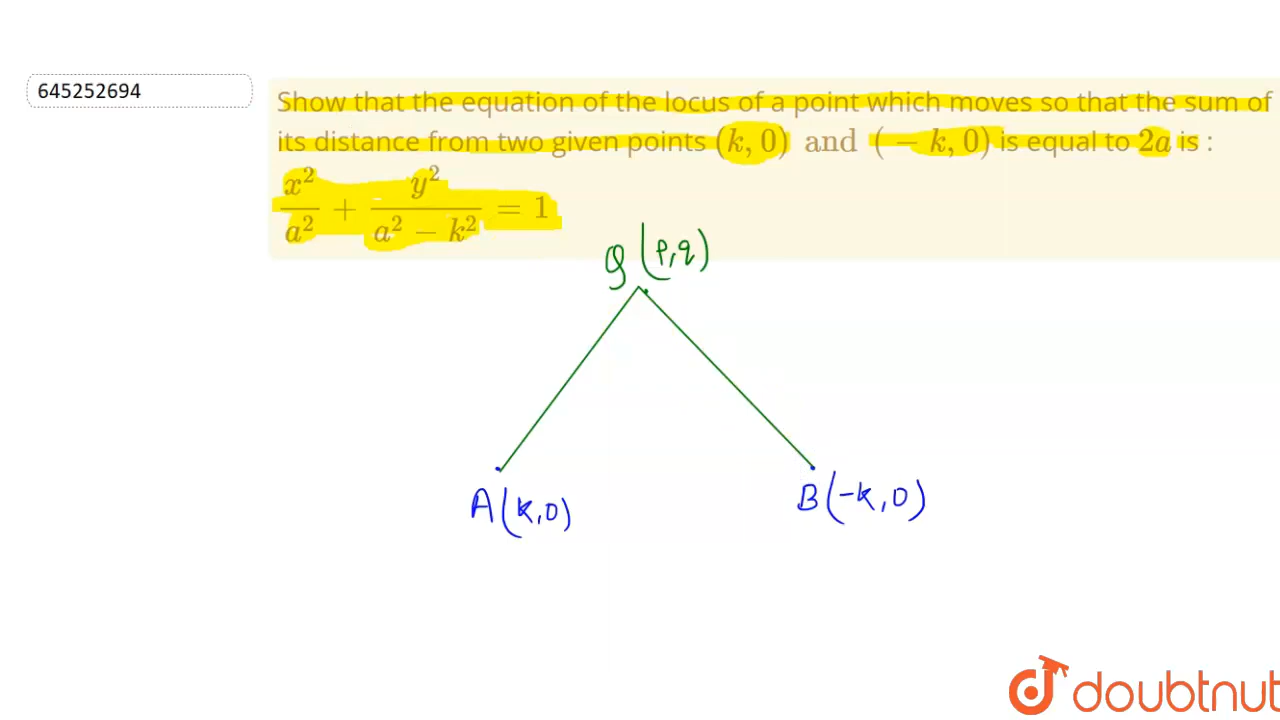 645252694
Show that the equation of the locus of a point which moves so that the sum of
its distance from two given points (k, 0) and (−k, 0) is equal to 2a is :
x²/a² + y²/(a² − k²) = 1
Q (p,q)
A (k,0)
B (-k,0)
doubtnut